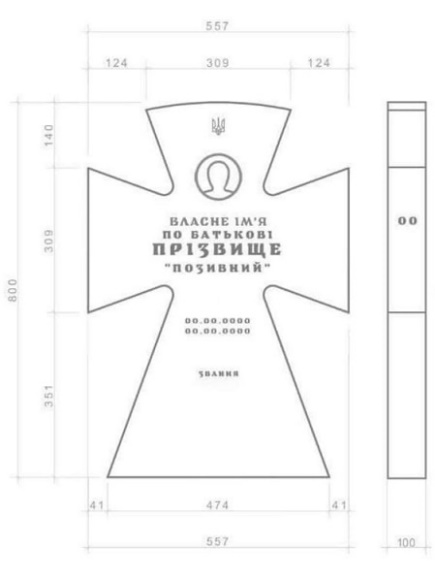 557
124 309 124
ВЛАСНЕ ІМ'Я
ПО БАТЬКОВІ
ПРІЗВИЩЕ
"ПОЗИВНИЙ"
00.00.0000
00.00.0000
ЗВАННЯ
140
309
351
800
00
41 474 41
557
100